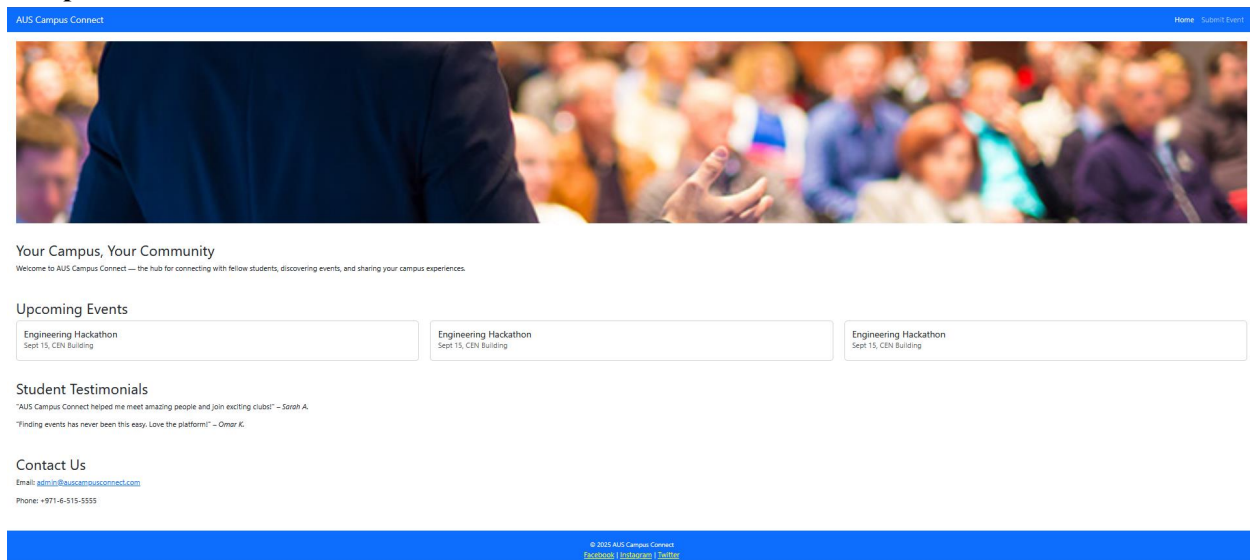 AUS Campus Connect
Home Submit Event
Your Campus, Your Community
Welcome to AUS Campus Connect — the hub for connecting with fellow students, discovering events, and sharing your campus experiences.
Upcoming Events
Engineering Hackathon
Sept 15, CEN Building
Engineering Hackathon
Sept 15, CEN Building
Engineering Hackathon
Sept 15, CEN Building
Student Testimonials
"AUS Campus Connect helped me meet amazing people and join exciting clubs!" – Sarah A.
"Finding events has never been this easy. Love the platform!" – Omar K.
Contact Us
Email: admin@auscampusconnect.com
Phone: +971-6-515-5555
© 2025 AUS Campus Connect
Facebook | Instagram | Twitter